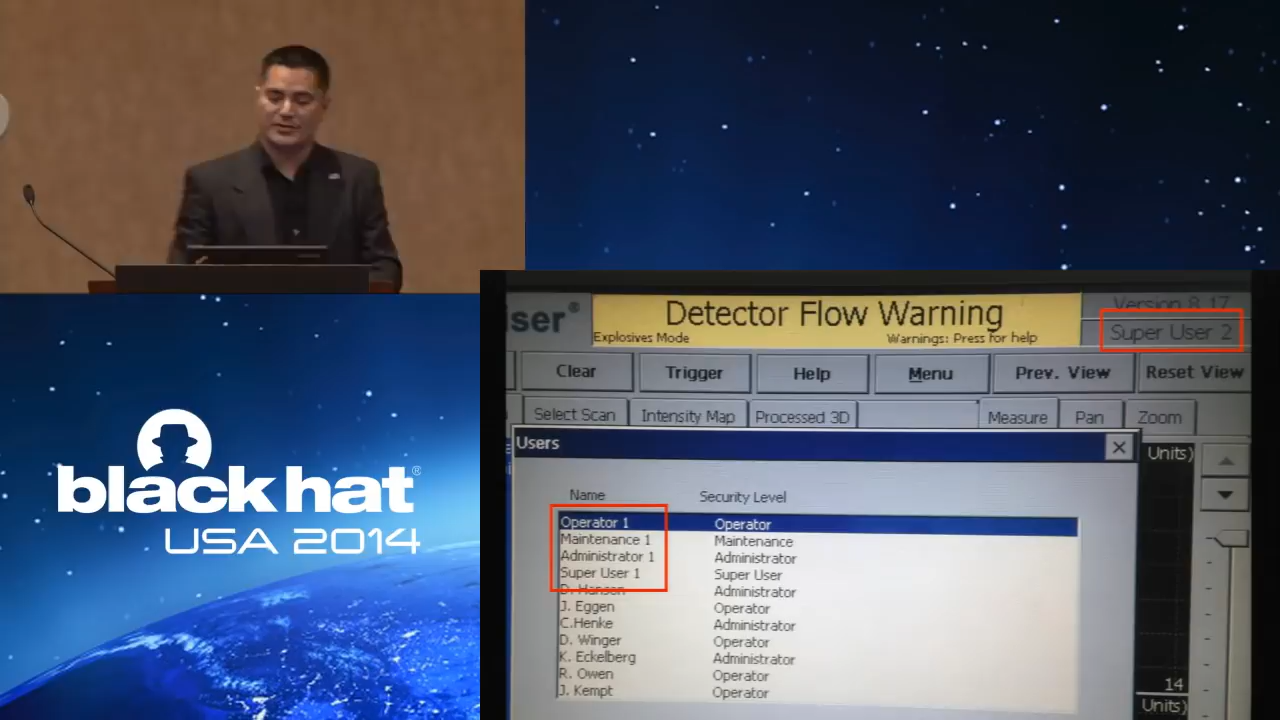 black hat®
USA 2014
ser®
Detector Flow Warning
Explosives Mode
Warnings: Press for help
Version 8.17
Super User 2
Clear
Trigger
Help
Menu
Prev. View
Reset View
Select Scan
Intensity Map
Processed 3D
Measure
Pan
Zoom
Users
Units)
Name Security Level
Operator 1 Operator
Maintenance 1 Maintenance
Administrator 1 Administrator
Super User 1 Super User
D. Hanson Administrator
J. Eggen Operator
C.Henke Administrator
D. Winger Operator
K. Eckelberg Administrator
R. Owen Operator
J. Kempt Operator
14
Units)